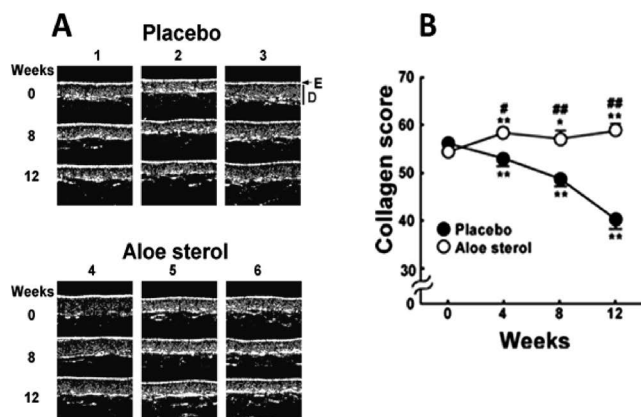 A
Placebo
Weeks 1 2 3
0
E
D
8
12
Aloe sterol
Weeks 4 5 6
0
8
12
B
Collagen score
70
60
50
40
30
0
# ## ##
** * **
** ** **
Placebo
Aloe sterol
0 4 8 12
Weeks